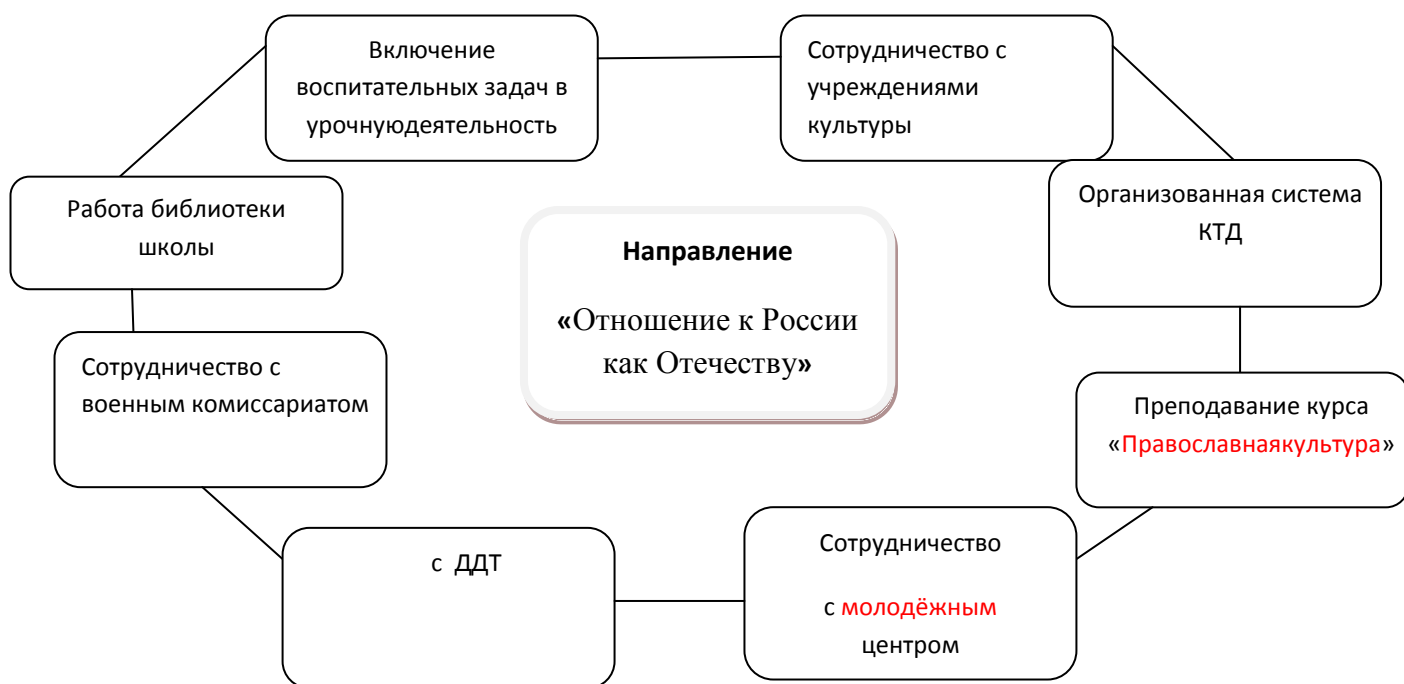 Включение
воспитательных задач в
урочнуюдеятельность
Сотрудничество с
учреждениями
культуры
Работа библиотеки
школы
Направление
«Отношение к России
как Отечеству»
Организованная система
КТД
Сотрудничество с
военным комиссариатом
Преподавание курса
«Православнаякультура»
с ДДТ
Сотрудничество
с молодёжным
центром